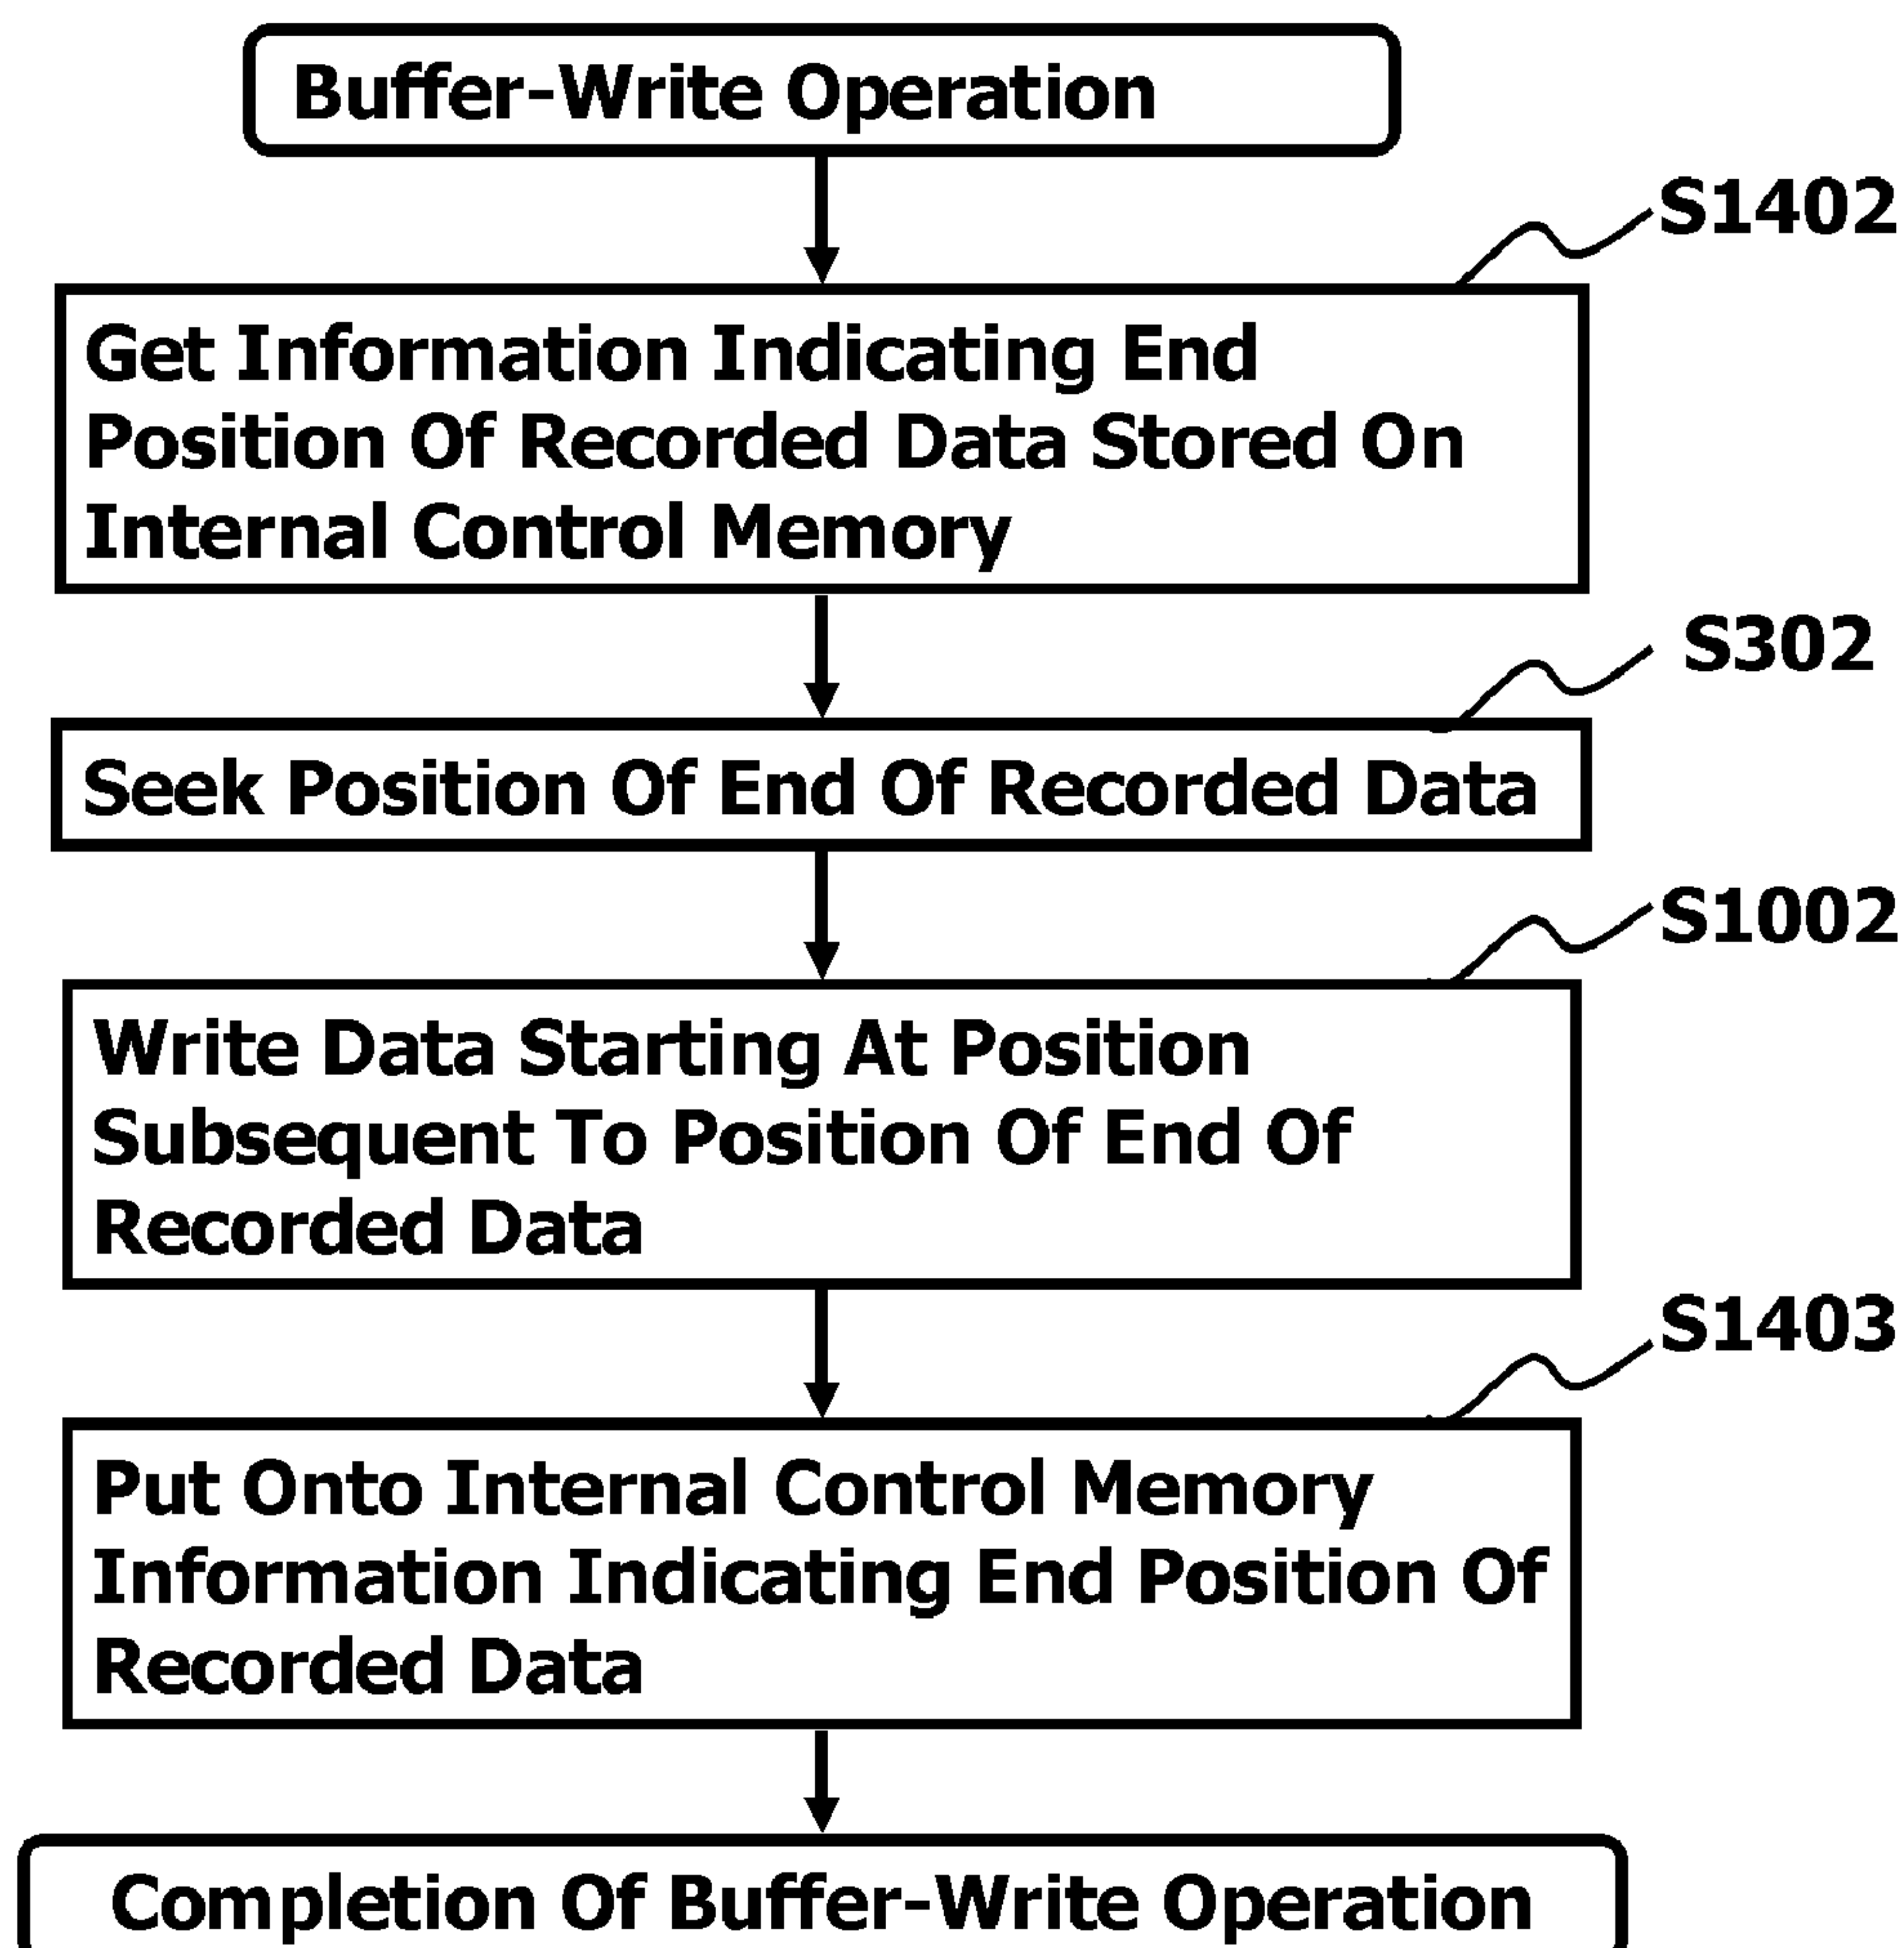 Buffer-Write Operation
S1402
Get Information Indicating End
Position Of Recorded Data Stored On
Internal Control Memory
S302
Seek Position Of End Of Recorded Data
S1002
Write Data Starting At Position
Subsequent To Position Of End Of
Recorded Data
S1403
Put Onto Internal Control Memory
Information Indicating End Position Of
Recorded Data
Completion Of Buffer-Write Operation